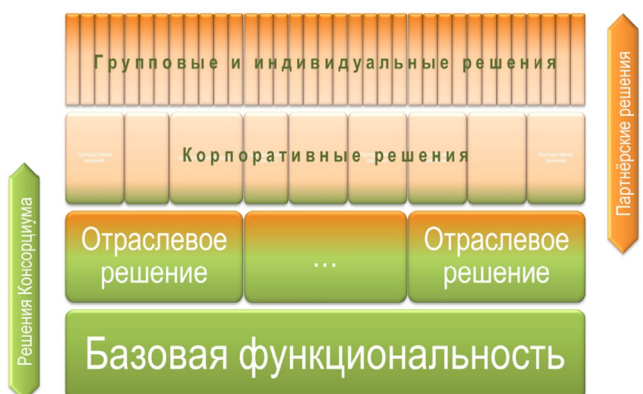 Групповые и индивидуальные решения
Корпоративные решения
Отраслевое
решение
...
Отраслевое
решение
Базовая функциональность
Решения Консорциума
Партнёрские решения